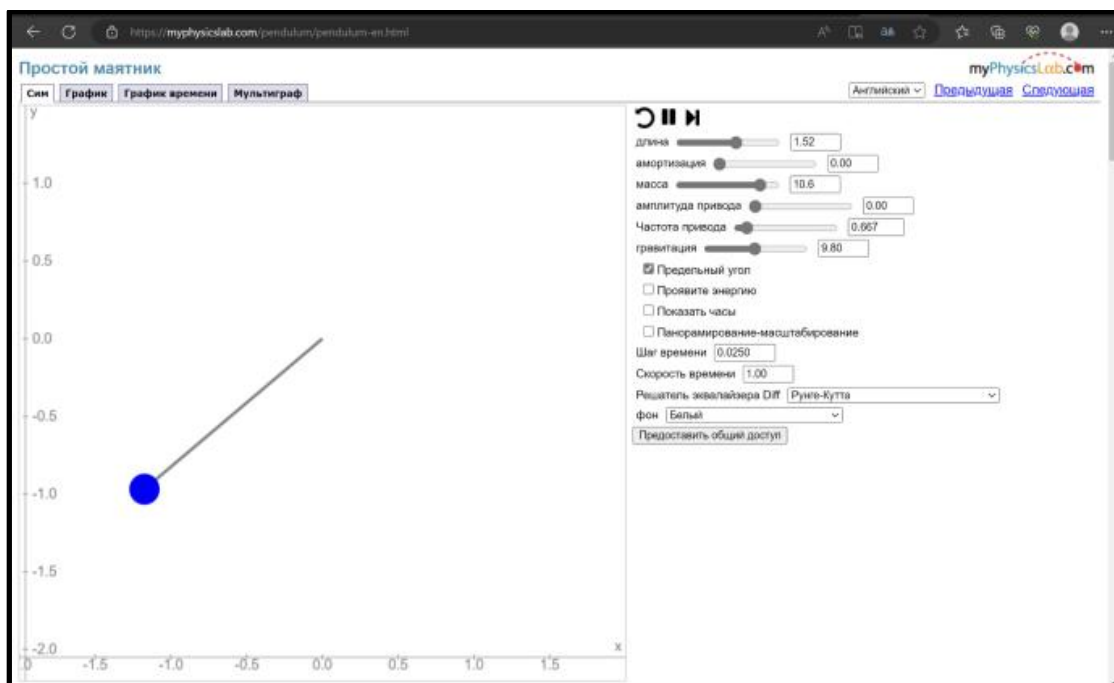 https://myphysicslab.com/pendulum/pendulum-en.html
Простой маятник
myPhysicsLab.com
Сим График График времени Мультиграф
Английский Предыдущая Следующая
y
1.0
0.5
0.0
-0.5
-1.0
-1.5
-2.0
x
.0 -1.5 -1.0 -0.5 0.0 0.5 1.0 1.5
длина 1.52
амортизация 0.00
масса 10.6
амплитуда привода 0.00
Частота привода 0.667
гравитация 9.80
Предельный угол
Проявите энергию
Показать часы
Панорамирование-масштабирование
Шаг времени 0.0250
Скорость времени 1.00
Решатель эквалайзера Diff Рунге-Кутта
фон Белый
Предоставить общий доступ